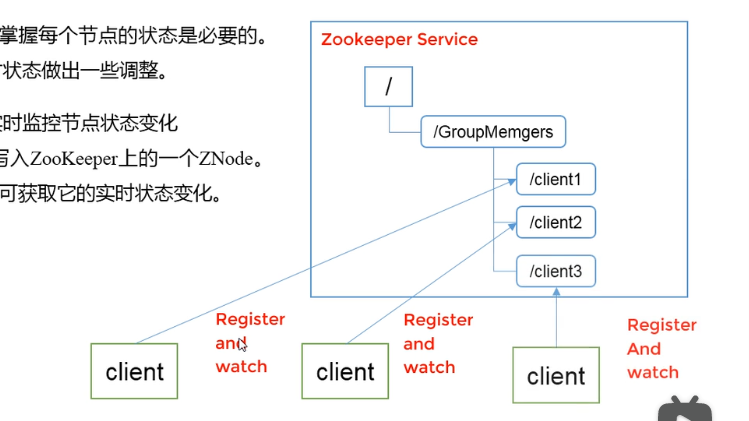 掌握每个节点的状态是必要的。
状态做出一些调整。
实时监控节点状态变化
写入ZooKeeper上的一个ZNode。
可获取它的实时状态变化。
Zookeeper Service
/
/GroupMemgers
/client1
/client2
/client3
Register
and
watch
Register
and
watch
Register
And
watch
client
client
client